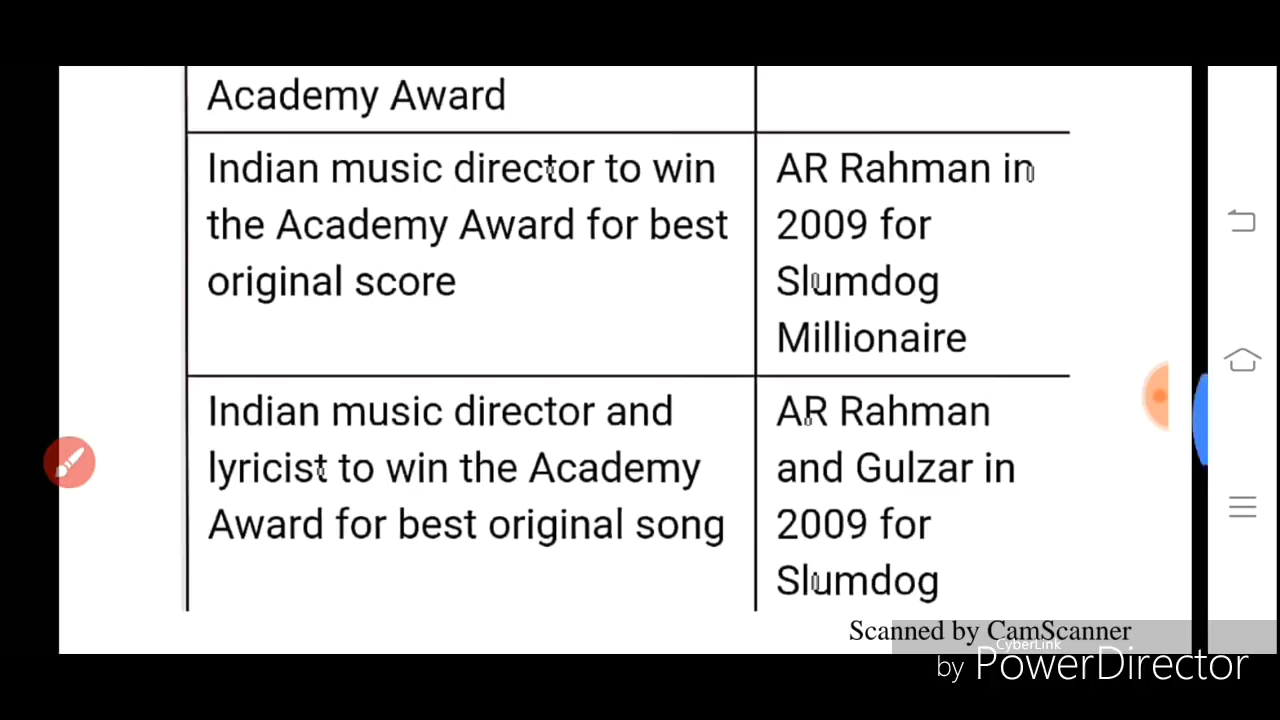 Academy Award
Indian music director to win
the Academy Award for best
original score
AR Rahman in
2009 for
Slumdog
Millionaire
Indian music director and
lyricist to win the Academy
Award for best original song
AR Rahman
and Gulzar in
2009 for
Slumdog
Scanned by CamScanner
CyberLink
by PowerDirector